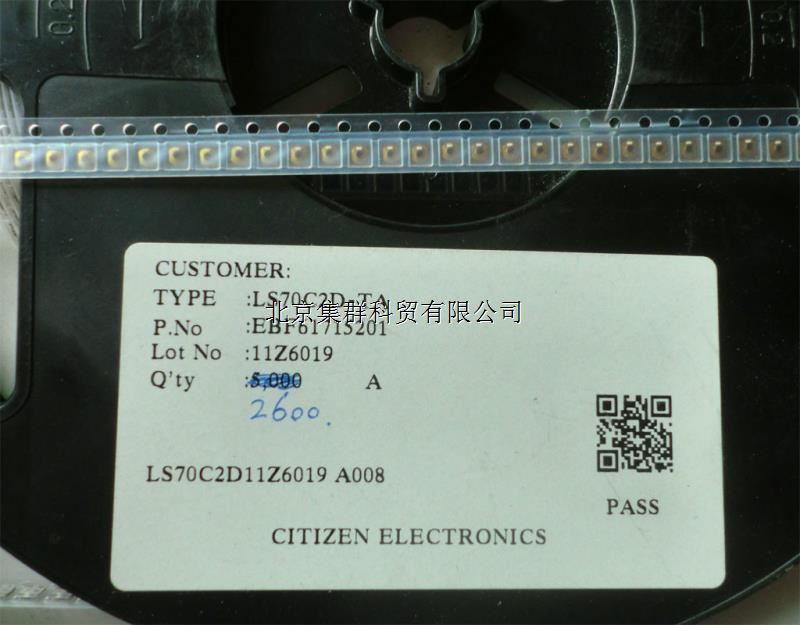 CUSTOMER:
TYPE :LS70C2D-TA
北京集群科贸有限公司
P.No :EBF61715201
Lot No :11Z6019
Q'ty :5,000 A
2600.
LS70C2D11Z6019 A008
PASS
CITIZEN ELECTRONICS